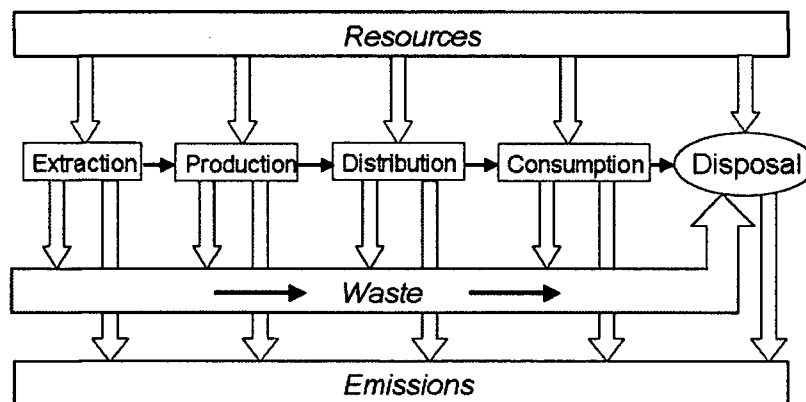 Resources
Extraction
Production
Distribution
Consumption
Disposal
Waste
Emissions